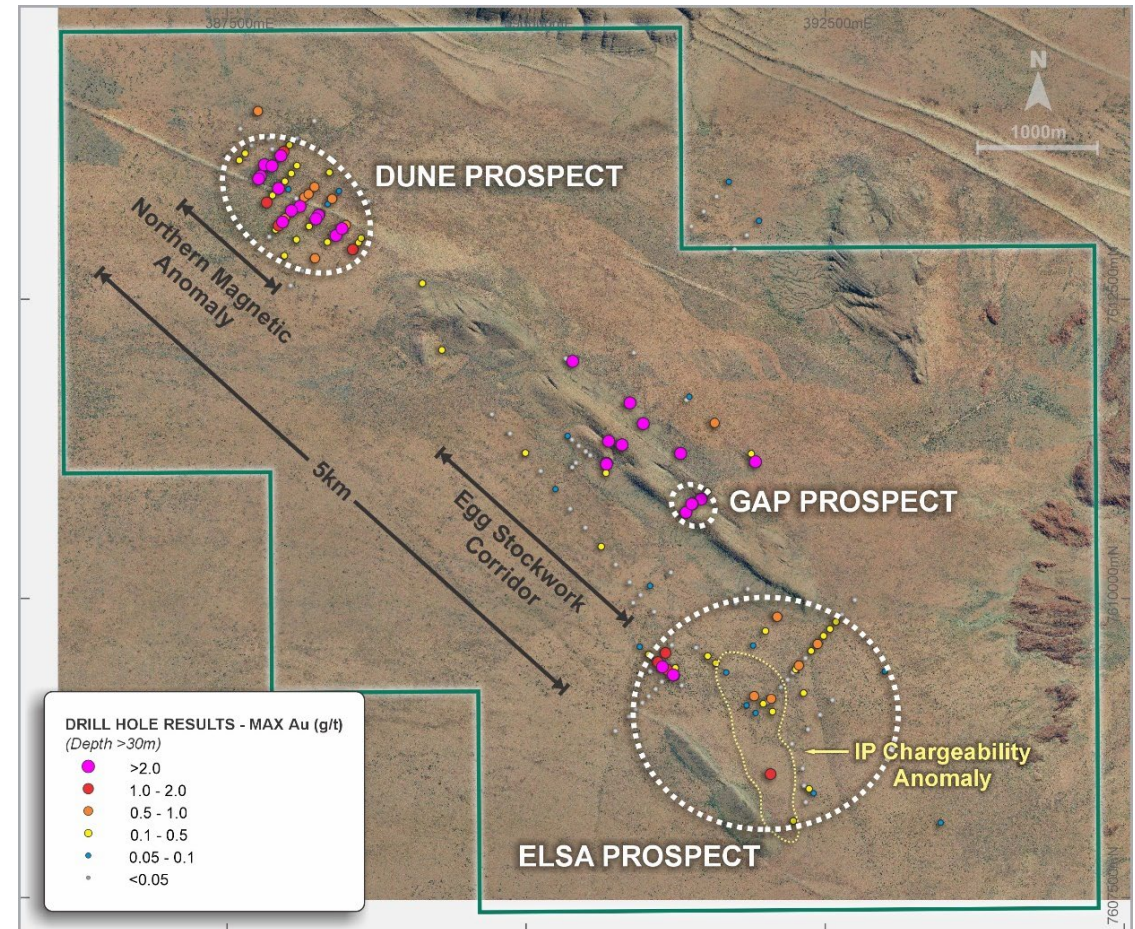 387500mE
392500mE
N
1000m
DUNE PROSPECT
Northern Magnetic
Anomaly
7612500mN
5km
Egg Stockwork
Corridor
GAP PROSPECT
7610000mN
IP Chargeability
Anomaly
ELSA PROSPECT
7607500mN
DRILL HOLE RESULTS - MAX Au (g/t)
(Depth >30m)
>2.0
1.0 - 2.0
0.5 - 1.0
0.1 - 0.5
0.05 - 0.1
<0.05